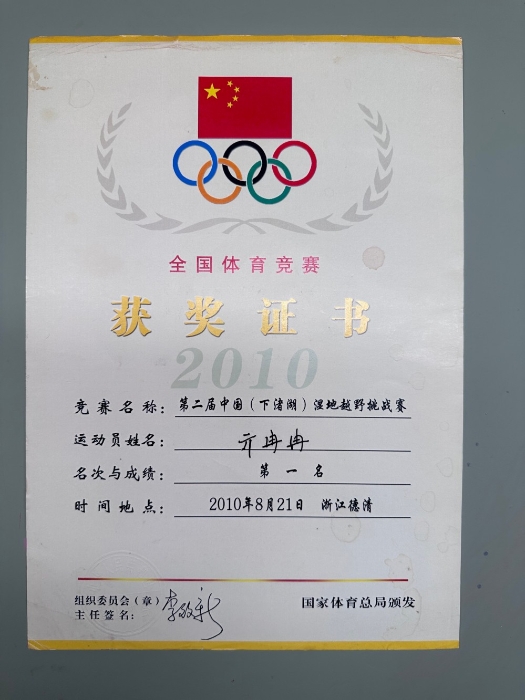 全国体育竞赛
获奖证书
2010
竞赛名称：第二届中国（下渚湖）湿地越野挑战赛
运动员姓名：亓冉冉
名次与成绩：第一名
时间地点：2010年8月21日 浙江德清
组织委员会（章）
主任签名：李敏新
国家体育总局颁发